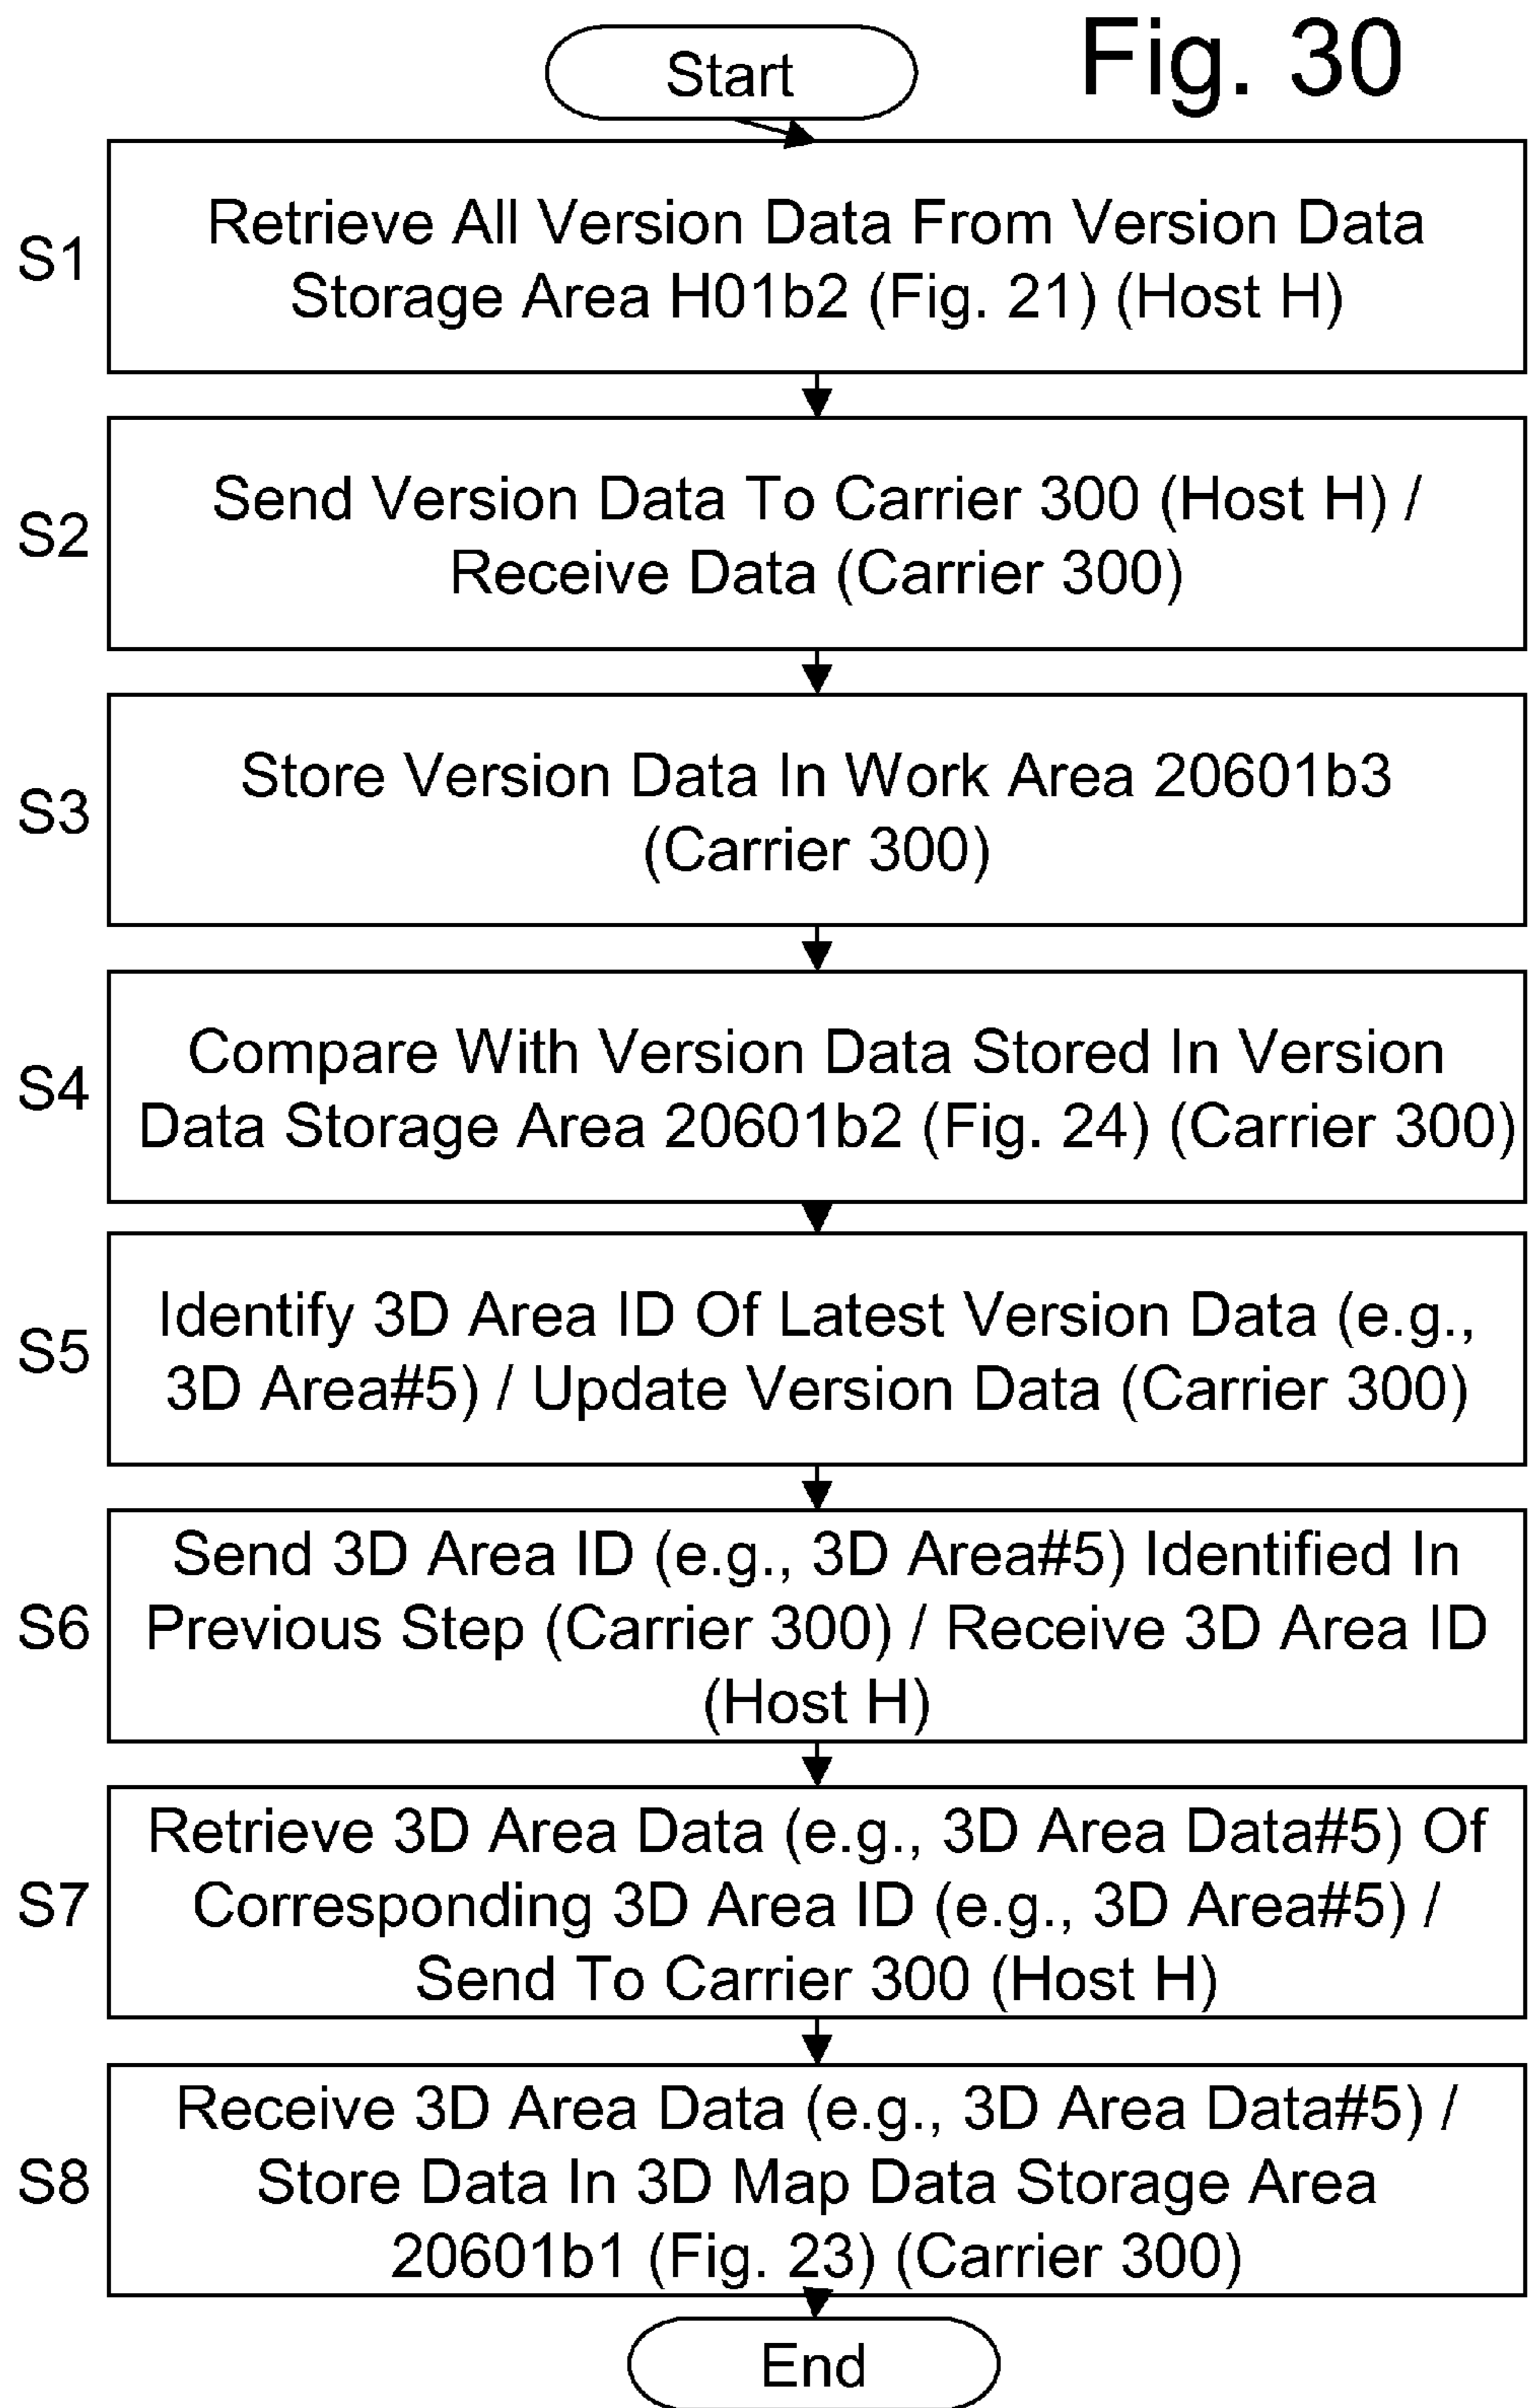 Fig. 30
Start
S1
Retrieve All Version Data From Version Data
Storage Area H01b2 (Fig. 21) (Host H)
S2
Send Version Data To Carrier 300 (Host H) /
Receive Data (Carrier 300)
S3
Store Version Data In Work Area 20601b3
(Carrier 300)
S4
Compare With Version Data Stored In Version
Data Storage Area 20601b2 (Fig. 24) (Carrier 300)
S5
Identify 3D Area ID Of Latest Version Data (e.g.,
3D Area#5) / Update Version Data (Carrier 300)
S6
Send 3D Area ID (e.g., 3D Area#5) Identified In
Previous Step (Carrier 300) / Receive 3D Area ID
(Host H)
S7
Retrieve 3D Area Data (e.g., 3D Area Data#5) Of
Corresponding 3D Area ID (e.g., 3D Area#5) /
Send To Carrier 300 (Host H)
S8
Receive 3D Area Data (e.g., 3D Area Data#5) /
Store Data In 3D Map Data Storage Area
20601b1 (Fig. 23) (Carrier 300)
End